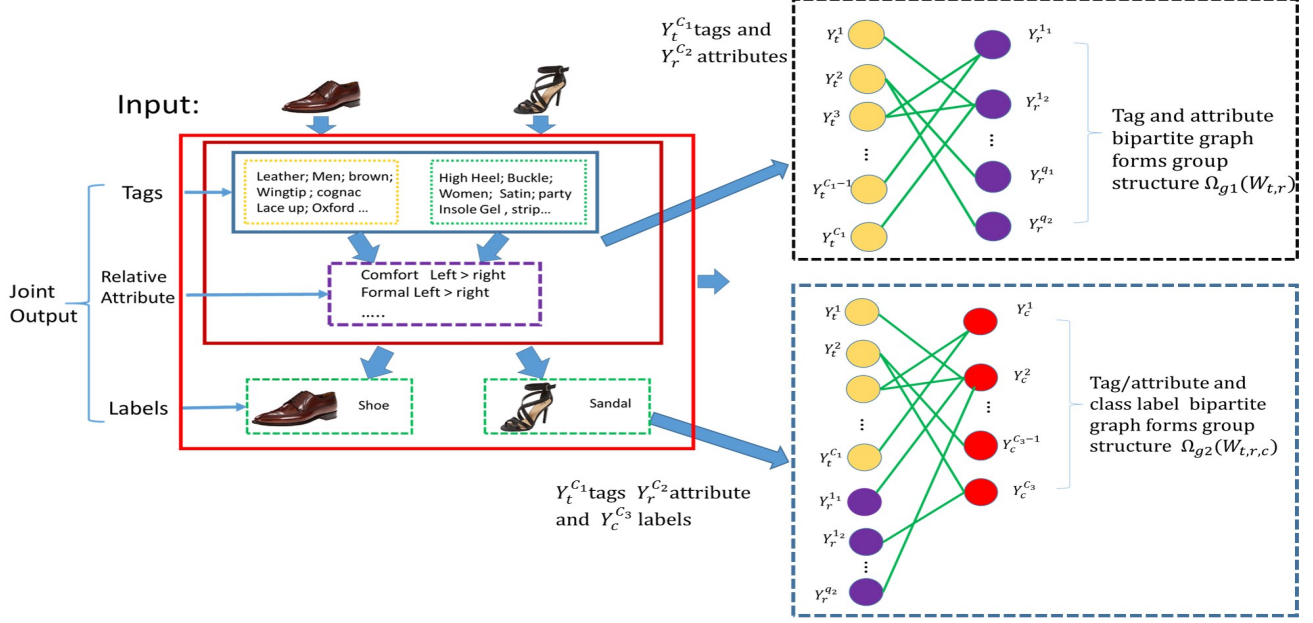 Input:
Tags
Leather; Men; brown;
Wingtip ; cognac
Lace up; Oxford ...
High Heel; Buckle;
Women; Satin; party
Insole Gel , strip...
Joint
Output
Relative
Attribute
Comfort Left > right
Formal Left > right
.....
Labels
Shoe
Sandal
Y_t^{C_1} tags and
Y_r^{C_2} attributes
Y_t^1
Y_t^2
Y_t^3
...
Y_t^{C_1-1}
Y_t^{C_1}
Y_r^{1_1}
Y_r^{1_2}
...
Y_r^{q_1}
Y_r^{q_2}
Tag and attribute
bipartite graph
forms group
structure Ω_{g1}(W_{t,r})
Y_t^{C_1} tags Y_r^{C_2} attribute
and Y_c^{C_3} labels
Y_t^1
Y_t^2
...
Y_t^{C_1}
Y_r^{1_1}
Y_r^{1_2}
...
Y_r^{q_2}
Y_c^1
Y_c^2
...
Y_c^{C_3-1}
Y_c^{C_3}
Tag/attribute and
class label bipartite
graph forms group
structure Ω_{g2}(W_{t,r,c})